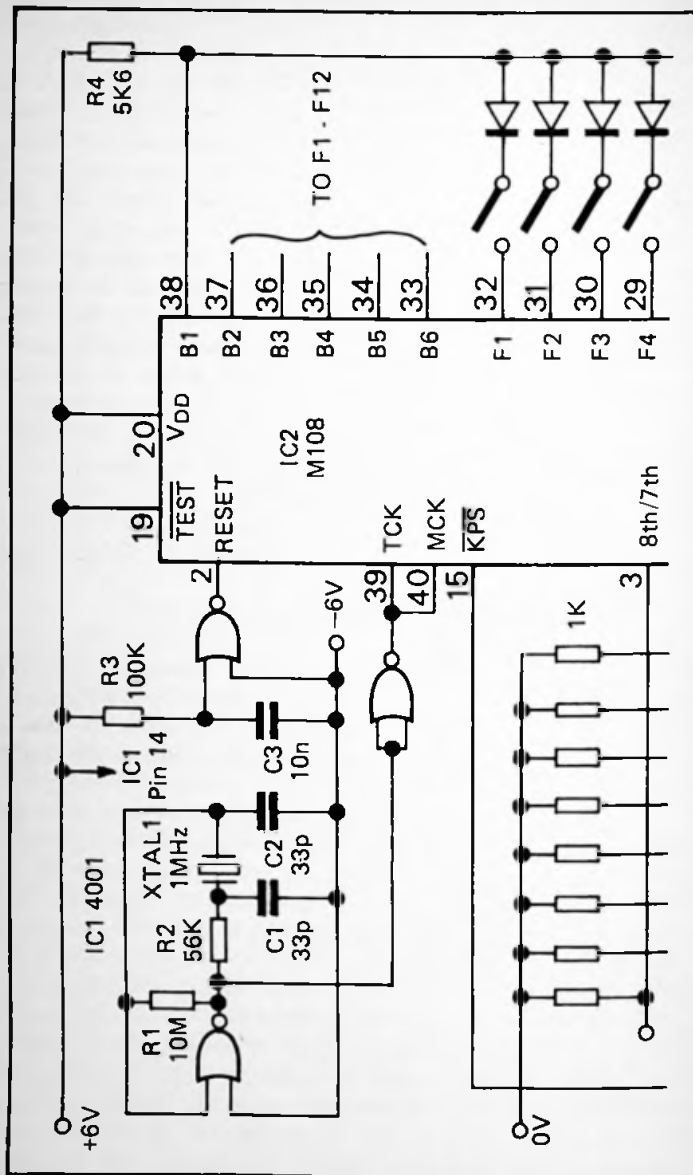 +6V
IC1 4001
IC1
Pin 14
R1
10M
R2
56K
XTAL1
1MHz
C1
33p
C2
33p
C3
10n
R3
100K
−6V
R4
5K6
19
20
38
37
36
35
34
33
32
31
30
29
TEST
VDD
RESET
2
B1
B2
B3
B4
B5
B6
TO F1 - F12
IC2
M108
F1
F2
F3
F4
39
TCK
40
MCK
15
KPS
3
8th/7th
1K
0V